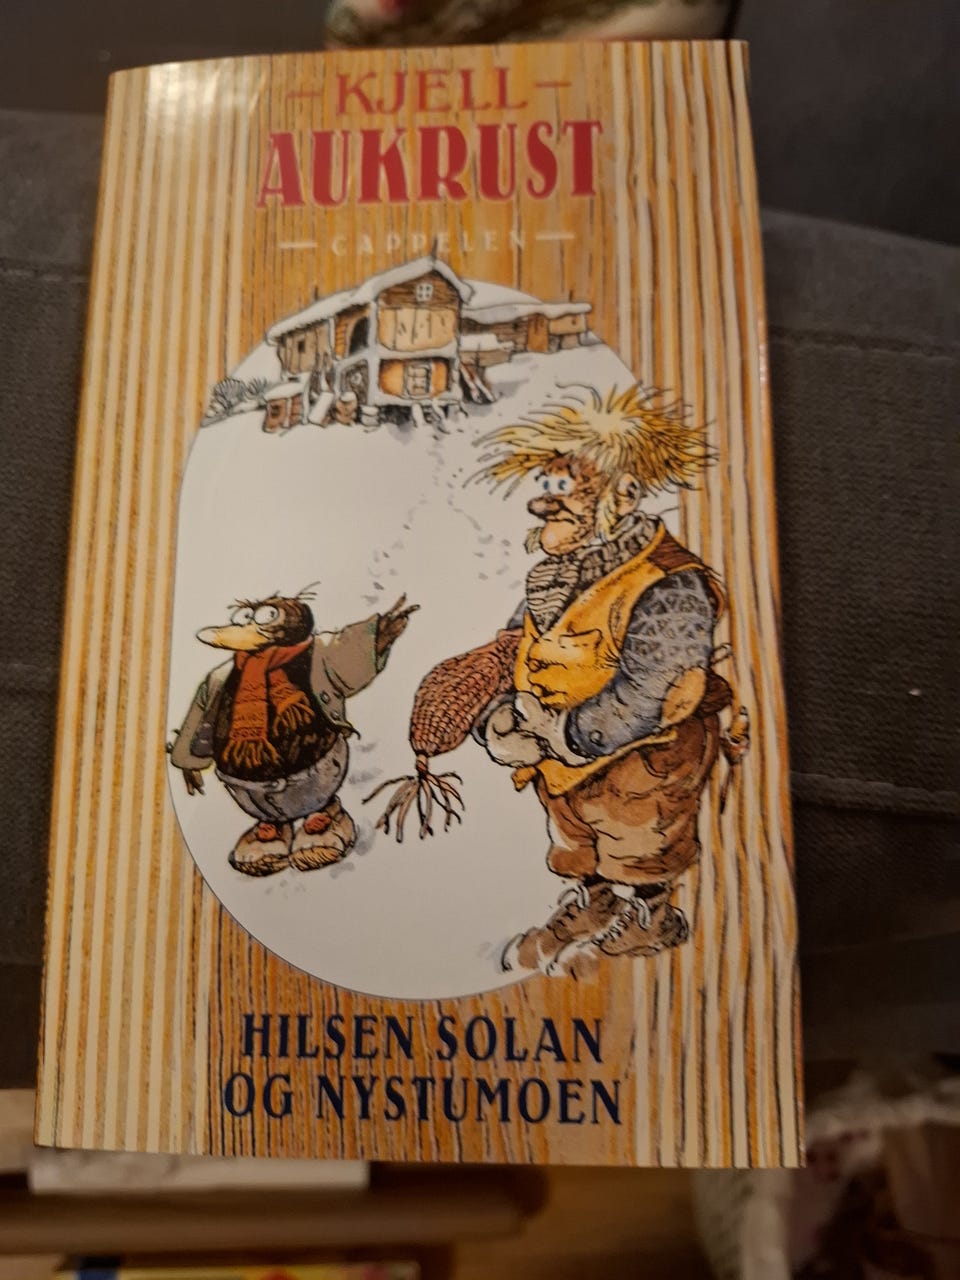 KJELL
AUKRUST
CAPPELEN
HILSEN SOLAN
OG NYSTUMOEN